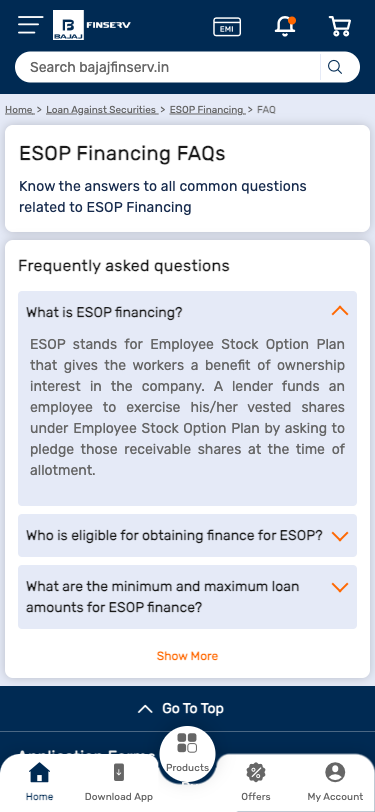 BAJAJ
FINSERV
EMI
Search bajajfinserv.in
Home > Loan Against Securities > ESOP Financing > FAQ
ESOP Financing FAQs
Know the answers to all common questions
related to ESOP Financing
Frequently asked questions
What is ESOP financing?
ESOP stands for Employee Stock Option Plan
that gives the workers a benefit of ownership
interest in the company. A lender funds an
employee to exercise his/her vested shares
under Employee Stock Option Plan by asking to
pledge those receivable shares at the time of
allotment.
Who is eligible for obtaining finance for ESOP?
What are the minimum and maximum loan
amounts for ESOP finance?
Show More
Go To Top
Application Forms
Products
Home
Download App
Offers
My Account